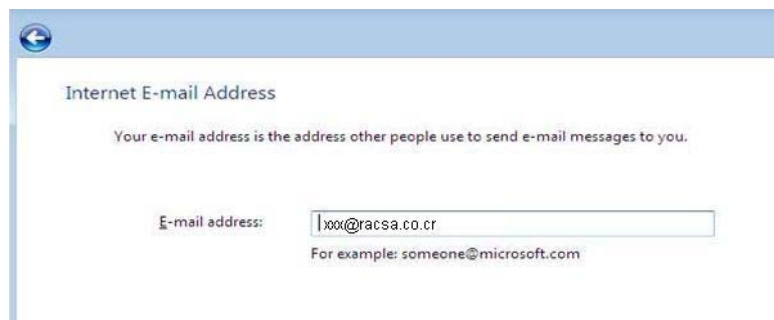 Internet E-mail Address
Your e-mail address is the address other people use to send e-mail messages to you.
E-mail address: xxx@racsa.co.cr
For example: someone@microsoft.com